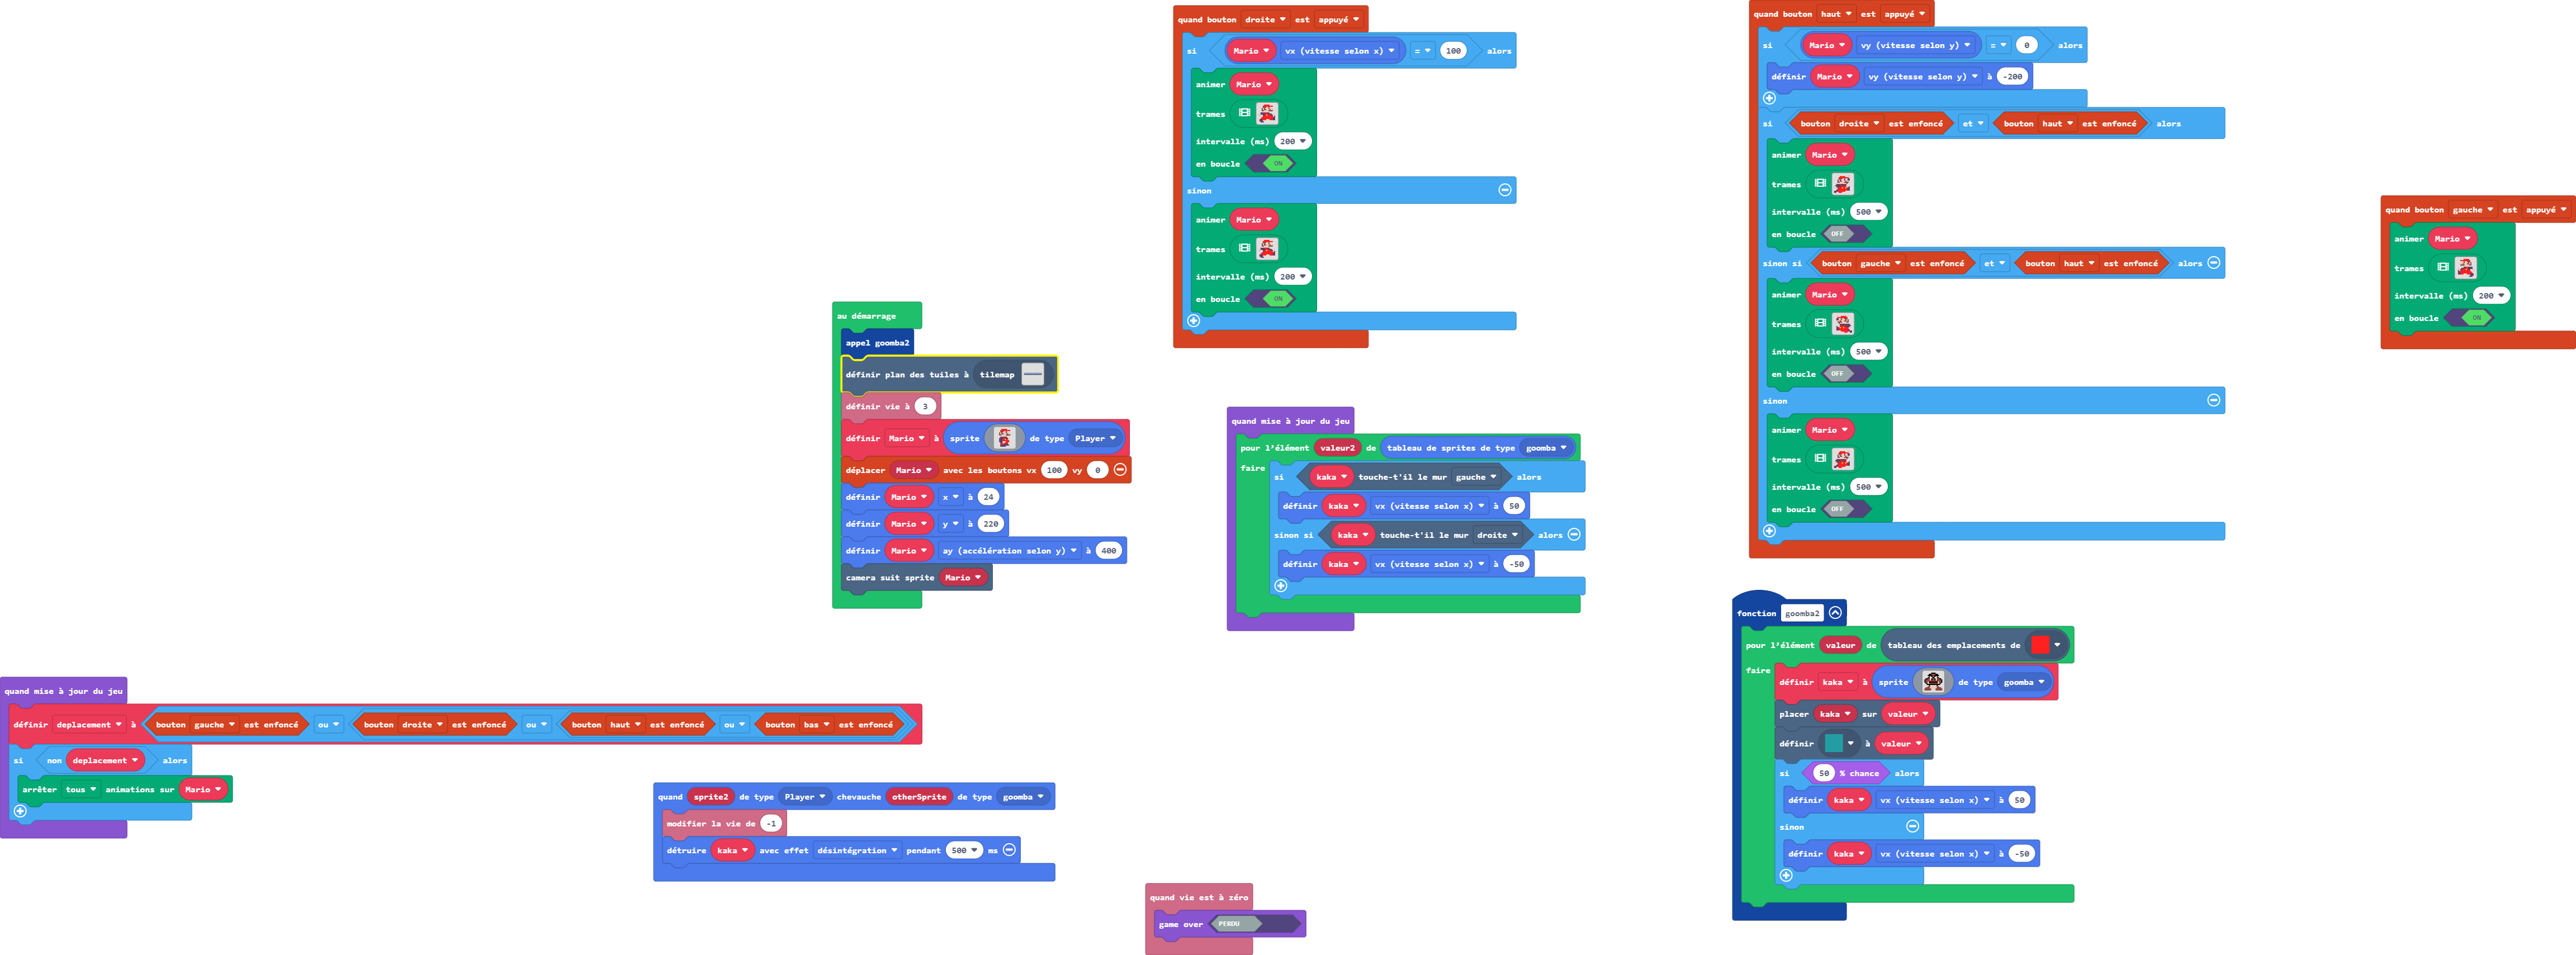 quand bouton droite est appuyé
si Mario vx (vitesse selon x) = 100 alors
animer Mario
trames
intervalle (ms) 200
en boucle ON
sinon
animer Mario
trames
intervalle (ms) 200
en boucle ON
quand bouton haut est appuyé
si Mario vy (vitesse selon y) = 0 alors
définir Mario vy (vitesse selon y) à -200
si bouton droite est enfoncé et bouton haut est enfoncé alors
animer Mario
trames
intervalle (ms) 500
en boucle OFF
sinon si bouton gauche est enfoncé et bouton haut est enfoncé alors
animer Mario
trames
intervalle (ms) 500
en boucle OFF
sinon
animer Mario
trames
intervalle (ms) 500
en boucle OFF
quand bouton gauche est appuyé
animer Mario
trames
intervalle (ms) 200
en boucle ON
au démarrage
appel goomba2
définir plan des tuiles à tilemap
définir vie à 3
définir Mario à sprite de type Player
déplacer Mario avec les boutons vx 100 vy 0
définir Mario x à 24
définir Mario y à 220
définir Mario ay (accélération selon y) à 400
camera suit sprite Mario
quand mise à jour du jeu
pour l'élément valeur2 de tableau de sprites de type goomba
faire
si kaka touche-t'il le mur gauche alors
définir kaka vx (vitesse selon x) à 50
sinon si kaka touche-t'il le mur droite alors
définir kaka vx (vitesse selon x) à -50
fonction goomba2
pour l'élément valeur de tableau des emplacements de
faire
définir kaka à sprite de type goomba
placer kaka sur valeur
définir à valeur
si 50 % chance alors
définir kaka vx (vitesse selon x) à 50
sinon
définir kaka vx (vitesse selon x) à -50
quand mise à jour du jeu
définir deplacement à bouton gauche est enfoncé ou bouton droite est enfoncé ou bouton haut est enfoncé ou bouton bas est enfoncé
si non deplacement alors
arrêter tous animations sur Mario
quand sprite2 de type Player chevauche otherSprite de type goomba
modifier la vie de -1
détruire kaka avec effet désintégration pendant 500 ms
quand vie est à zéro
game over PERDU